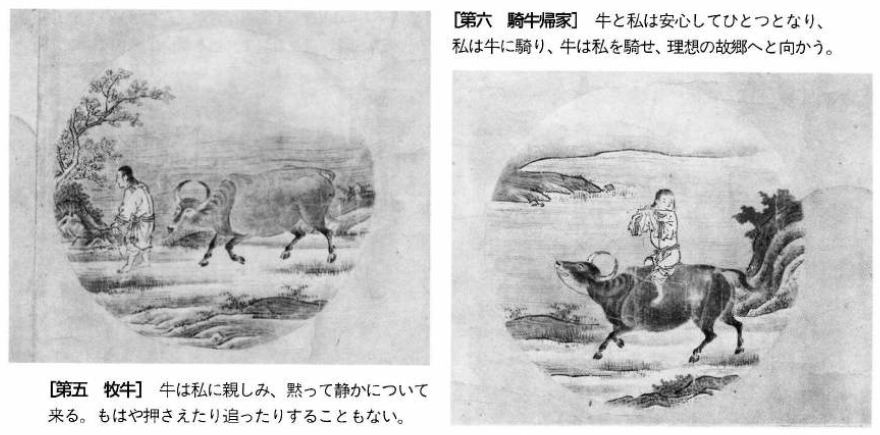 [第六　騎牛帰家]　牛と私は安心してひとつとなり、
私は牛に騎り、牛は私を騎せ、理想の故郷へと向かう。
[第五　牧牛]　牛は私に親しみ、黙って静かについて
来る。もはや押さえたり追ったりすることもない。